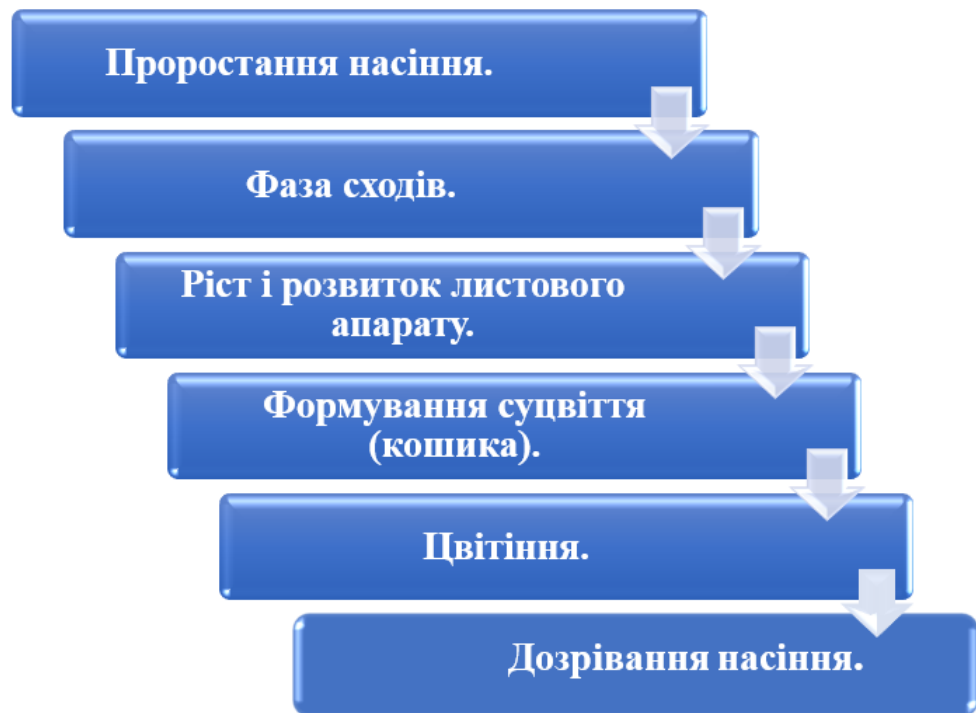 Проростання насіння.
Фаза сходів.
Ріст і розвиток листового
апарату.
Формування суцвіття
(кошика).
Цвітіння.
Дозрівання насіння.